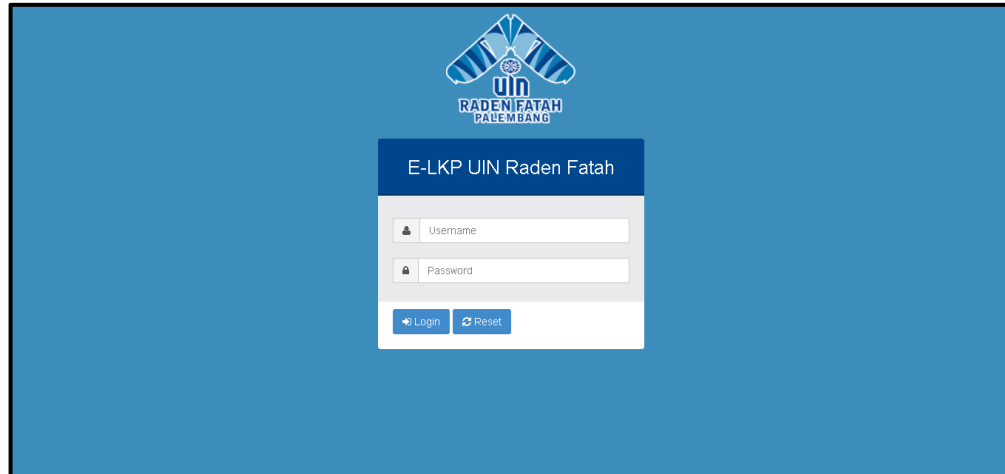 uin
RADEN FATAH
PALEMBANG
E-LKP UIN Raden Fatah
Username
Password
Login Reset